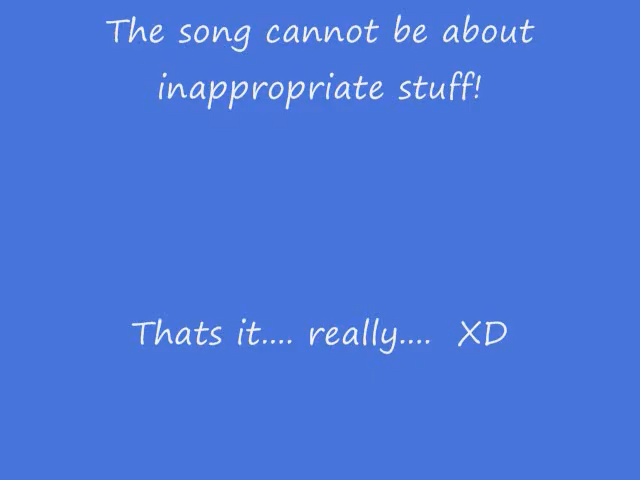 The song cannot be about
inappropriate stuff!
Thats it.... really....  XD